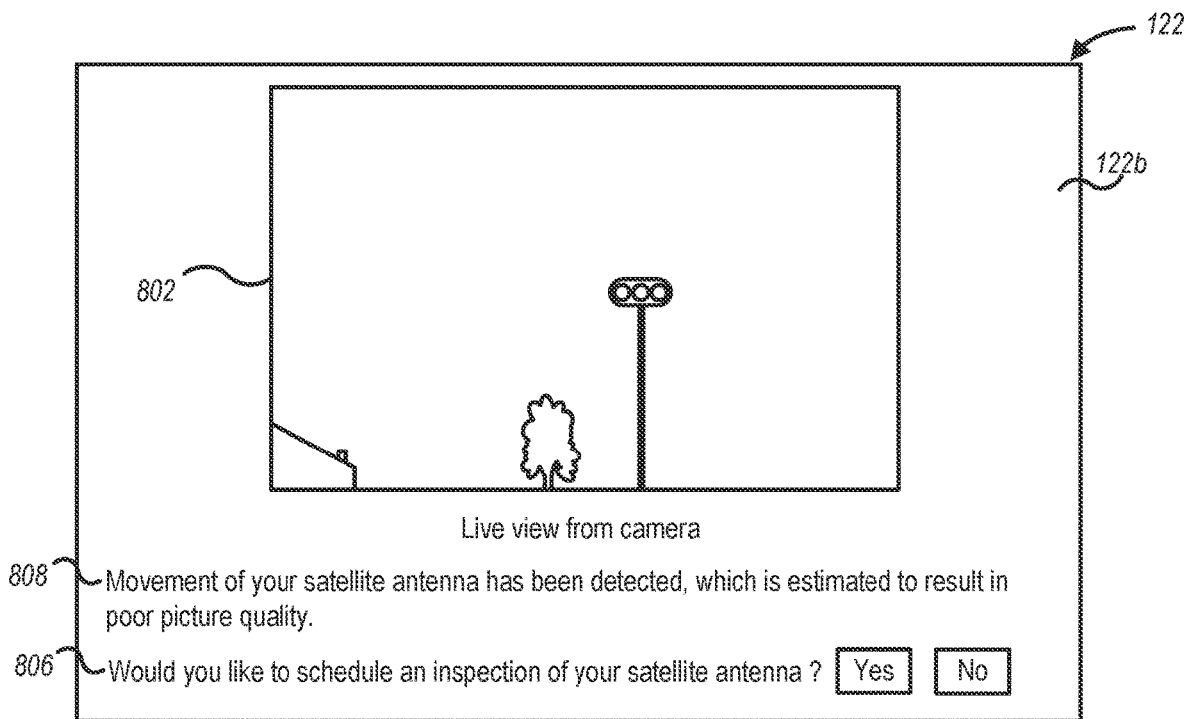 122
122b
802
Live view from camera
808
Movement of your satellite antenna has been detected, which is estimated to result in
poor picture quality.
806
Would you like to schedule an inspection of your satellite antenna ? Yes No